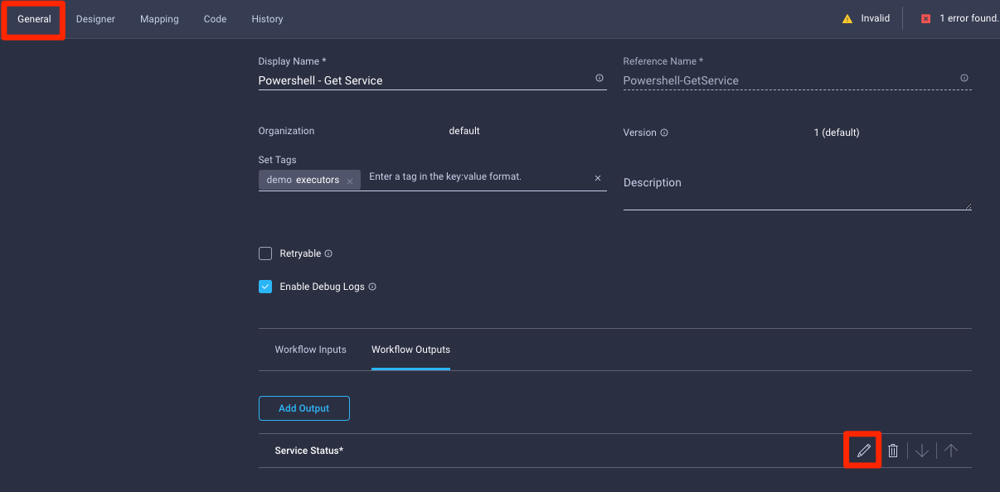 General Designer Mapping Code History Invalid 1 error found.
Display Name * Reference Name *
Powershell - Get Service Powershell-GetService
Organization default Version 1 (default)
Set Tags
demo executors Enter a tag in the key:value format.
Description
Retryable
Enable Debug Logs
Workflow Inputs Workflow Outputs
Add Output
Service Status*